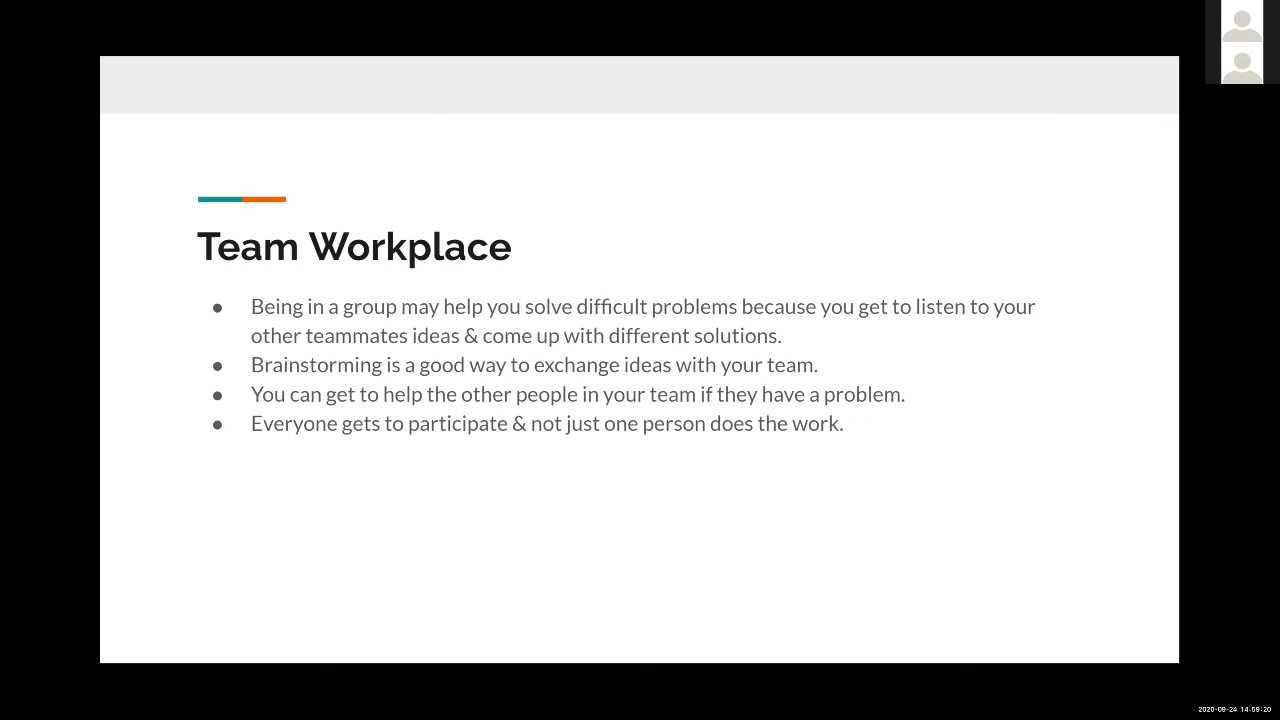 Team Workplace
● Being in a group may help you solve difficult problems because you get to listen to your
other teammates ideas & come up with different solutions.
● Brainstorming is a good way to exchange ideas with your team.
● You can get to help the other people in your team if they have a problem.
● Everyone gets to participate & not just one person does the work.
2020-09-24 14:59:20